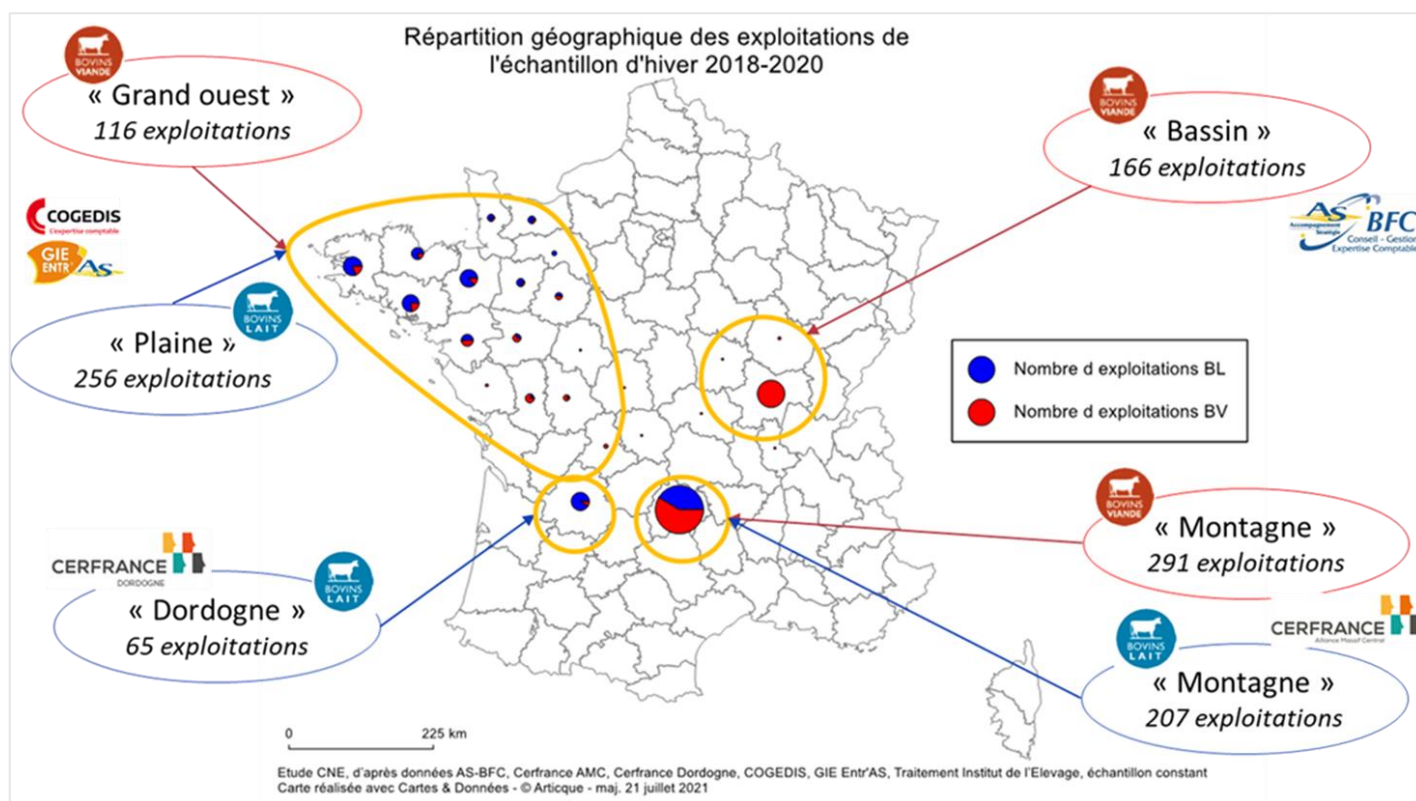 Répartition géographique des exploitations de
l'échantillon d'hiver 2018-2020
BOVINS
VIANDE
« Grand ouest »
116 exploitations
BOVINS
VIANDE
« Bassin »
166 exploitations
COGEDIS
L'expertise comptable
GIE
ENTR'AS
AS BFC
Accompagnement
Stratégie
Conseil - Gestion
Expertise Comptable
BOVINS
LAIT
« Plaine »
256 exploitations
Nombre d exploitations BL
Nombre d exploitations BV
BOVINS
VIANDE
« Montagne »
291 exploitations
CERFRANCE
DORDOGNE
BOVINS
LAIT
« Dordogne »
65 exploitations
BOVINS
LAIT
CERFRANCE
Alliance Massif Central
« Montagne »
207 exploitations
0 225 km
Etude CNE, d'après données AS-BFC, Cerfrance AMC, Cerfrance Dordogne, COGEDIS, GIE Entr'AS, Traitement Institut de l'Elevage, échantillon constant
Carte réalisée avec Cartes & Données - © Articque - maj. 21 juillet 2021